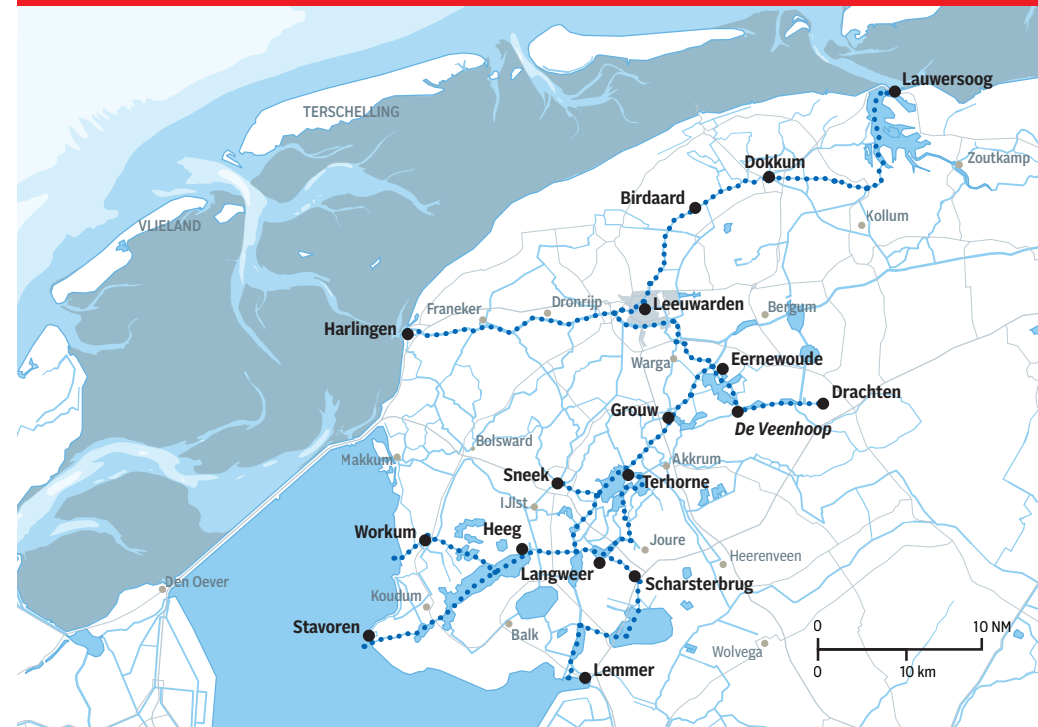 Lauwersoog
TERSCHELLING
Dokkum
Zoutkamp
Birdaard
VLIELAND
Kollum
Franeker
Dronrijp
Leeuwarden
Bergum
Harlingen
Warga
Eernewoude
Drachten
Grouw
De Veenhoop
Bolsward
Makkum
Akkrum
Sneek
Terhorne
IJlst
Workum
Heeg
Joure
Heerenveen
Langweer
Scharsterbrug
Den Oever
Koudum
Stavoren
Balk
0 10 NM
Wolvega
0 10 km
Lemmer